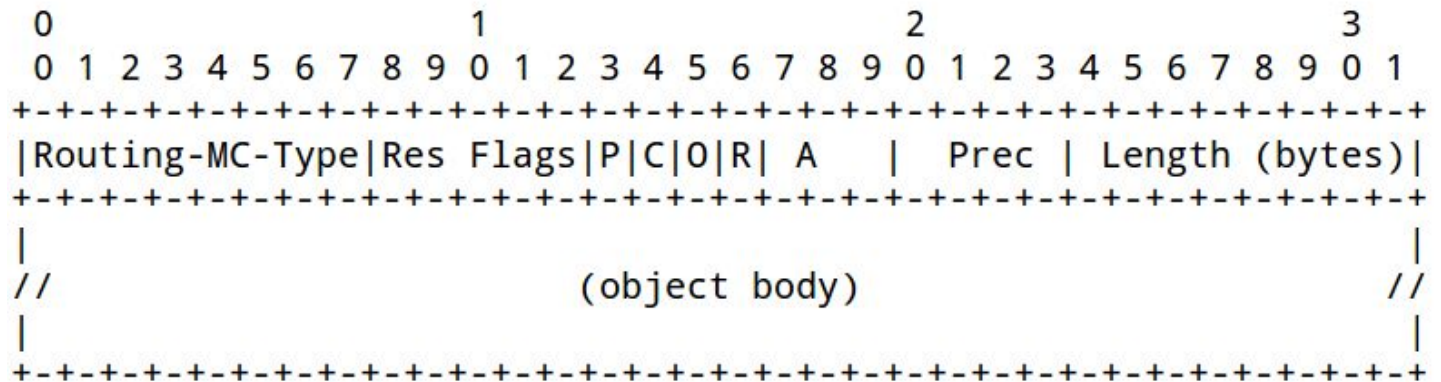 0                   1                   2                   3
 0 1 2 3 4 5 6 7 8 9 0 1 2 3 4 5 6 7 8 9 0 1 2 3 4 5 6 7 8 9 0 1
+-+-+-+-+-+-+-+-+-+-+-+-+-+-+-+-+-+-+-+-+-+-+-+-+-+-+-+-+-+-+-+-+
|Routing-MC-Type|Res Flags|P|C|O|R| A   |  Prec | Length (bytes)|
+-+-+-+-+-+-+-+-+-+-+-+-+-+-+-+-+-+-+-+-+-+-+-+-+-+-+-+-+-+-+-+-+
|                                                               |
//                        (object body)                        //
|                                                               |
+-+-+-+-+-+-+-+-+-+-+-+-+-+-+-+-+-+-+-+-+-+-+-+-+-+-+-+-+-+-+-+-+